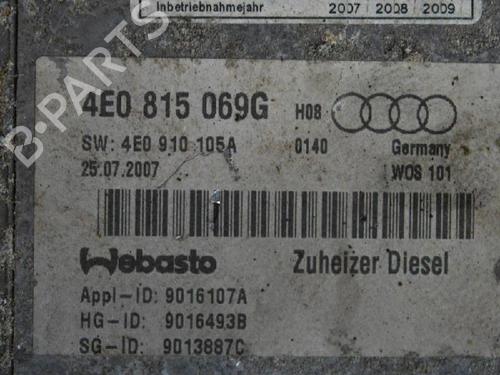 Inbetriebnahmejahr 2007 2008 2009
4E0 815 069G H08
SW: 4E0 910 105A 0140 Germany
25.07.2007 WOS 101
Webasto Zuheizer Diesel
Appl-ID: 9016107A
HG-ID: 9016493B
SG-ID: 9013887C
B-PARTS